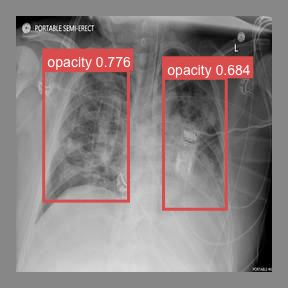 PORTABLE SEMI-ERECT
L
opacity 0.776
opacity 0.684